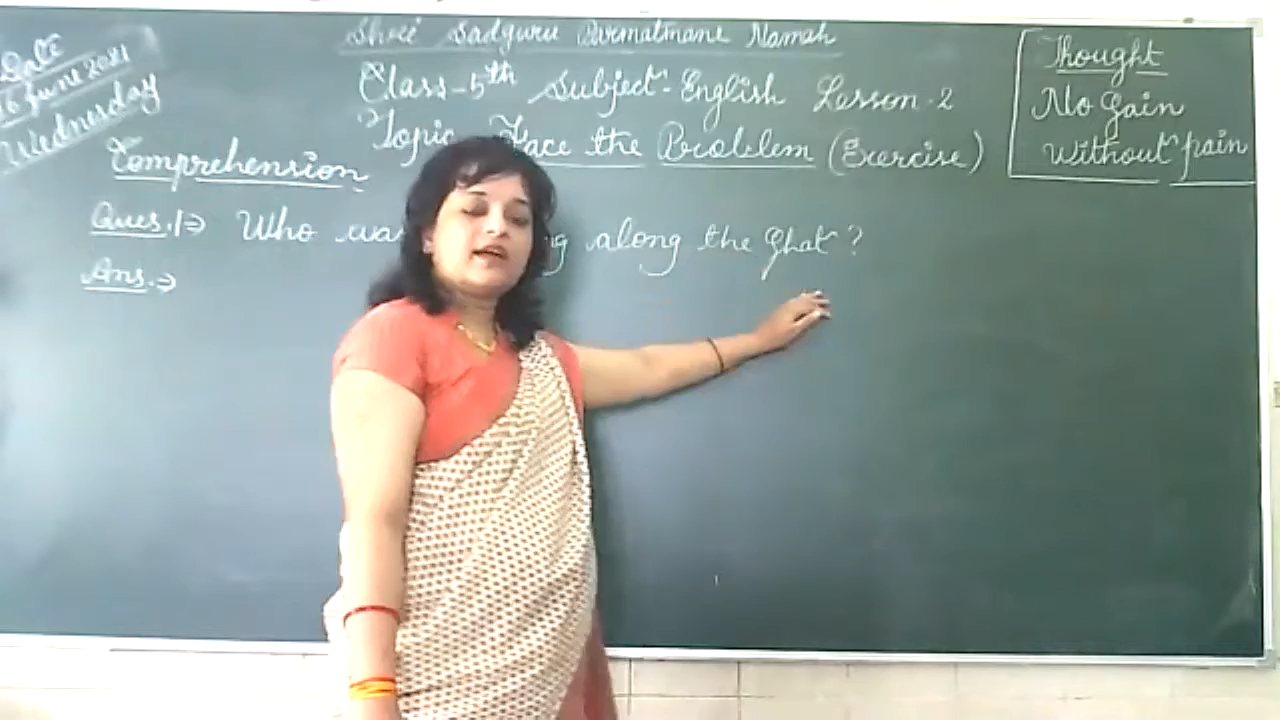 Shree Sadguru Parmatmane Namah
Date
16 June 2021
Wednesday
Class-5th Subject-English Lesson-2
Topic Face the Problem (Exercise)
Thought
No Gain
Without pain
Comprehension
Ques.1⇒ Who along the Ghat?
Ans.⇒